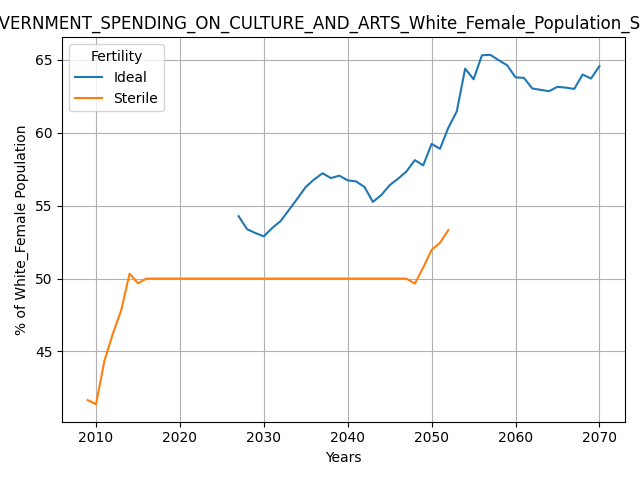 VERNMENT_SPENDING_ON_CULTURE_AND_ARTS_White_Female_Population_S
Fertility
Ideal
Sterile
65
60
55
50
45
% of White_Female Population
2010 2020 2030 2040 2050 2060 2070
Years